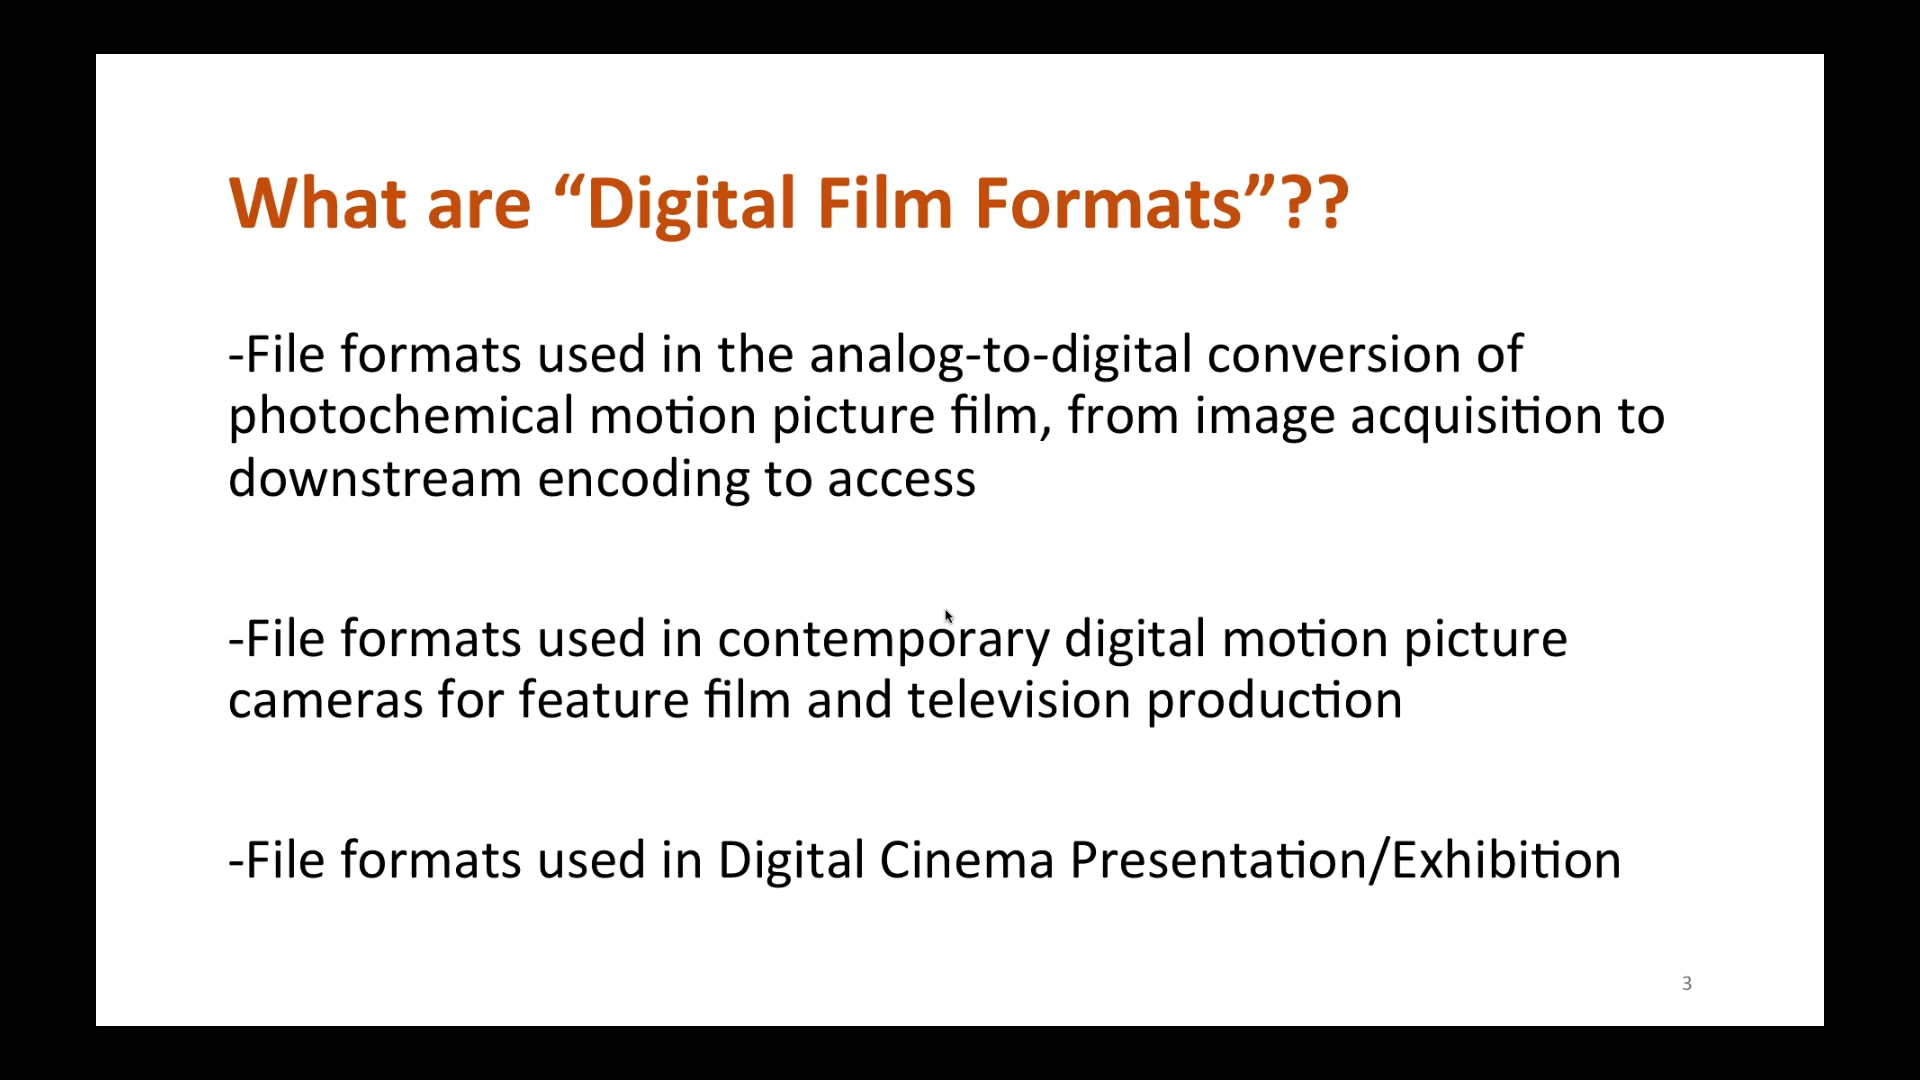 What are “Digital Film Formats”??
-File formats used in the analog-to-digital conversion of
photochemical motion picture film, from image acquisition to
downstream encoding to access
-File formats used in contemporary digital motion picture
cameras for feature film and television production
-File formats used in Digital Cinema Presentation/Exhibition
3